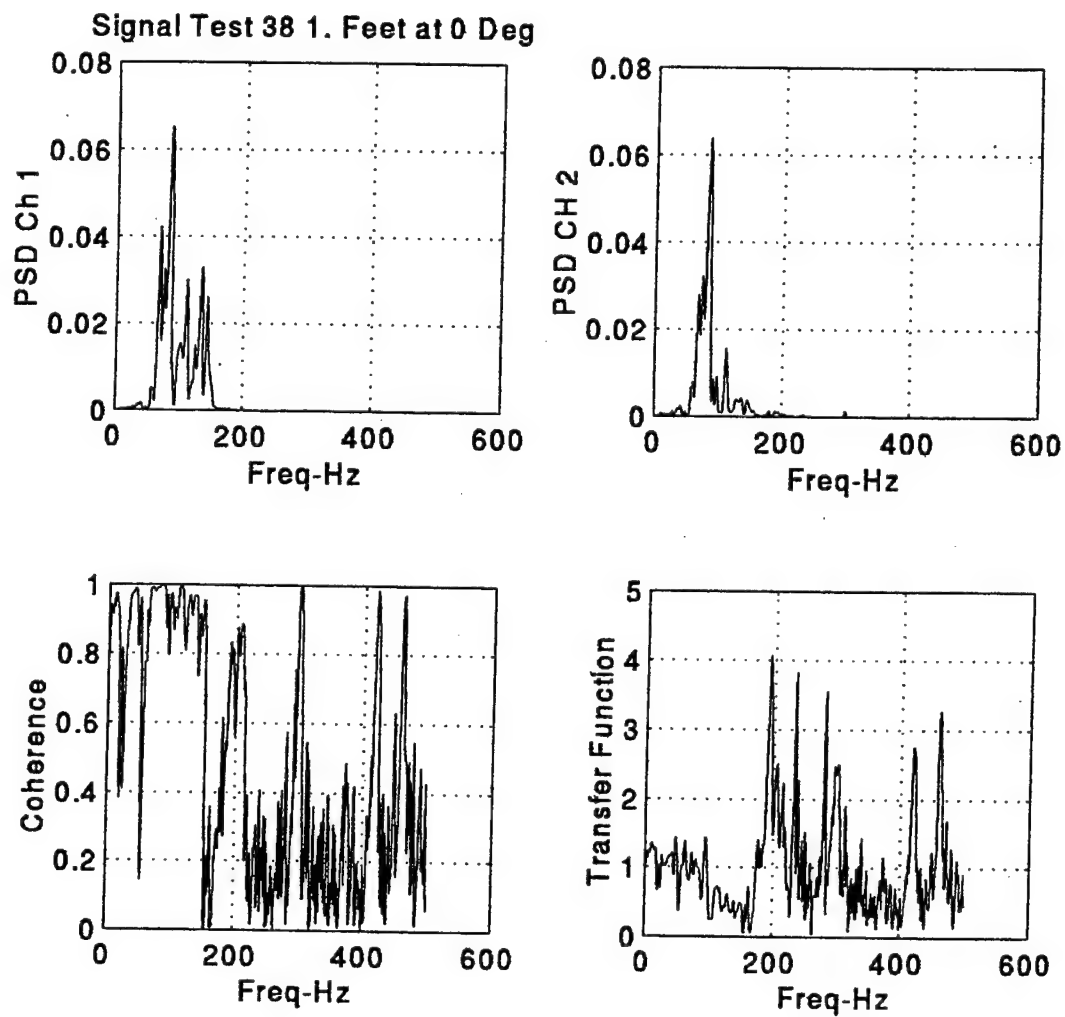 Signal Test 38 1. Feet at 0 Deg
0.08
0.06
0.04
0.02
0
PSD Ch 1
0 200 400 600
Freq-Hz
0.08
0.06
0.04
0.02
0
PSD CH 2
0 200 400 600
Freq-Hz
1
0.8
0.6
0.4
0.2
0
Coherence
0 200 400 600
Freq-Hz
5
4
3
2
1
0
Transfer Function
0 200 400 600
Freq-Hz